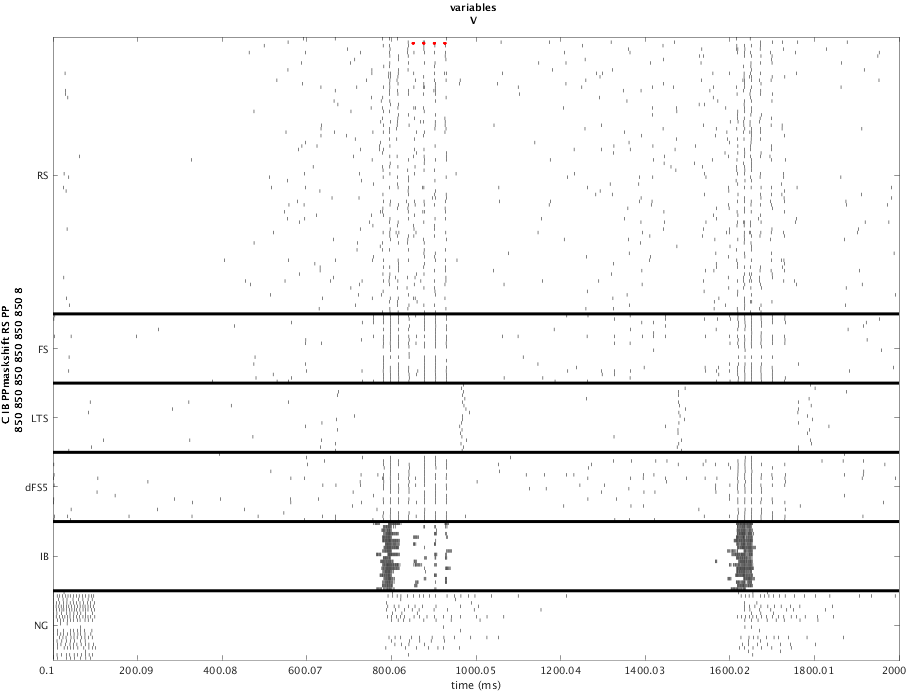 variables
V
C IB PPmaskshift RS PP
850 850 850 850 850 850 8
RS
FS
LTS
dFS5
IB
NG
0.1 200.09 400.08 600.07 800.06 1000.05 1200.04 1400.03 1600.02 1800.01 2000
time (ms)